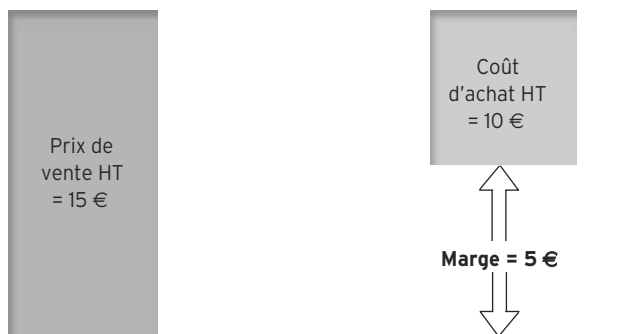 Prix de
vente HT
= 15 €
Coût
d’achat HT
= 10 €
Marge = 5 €